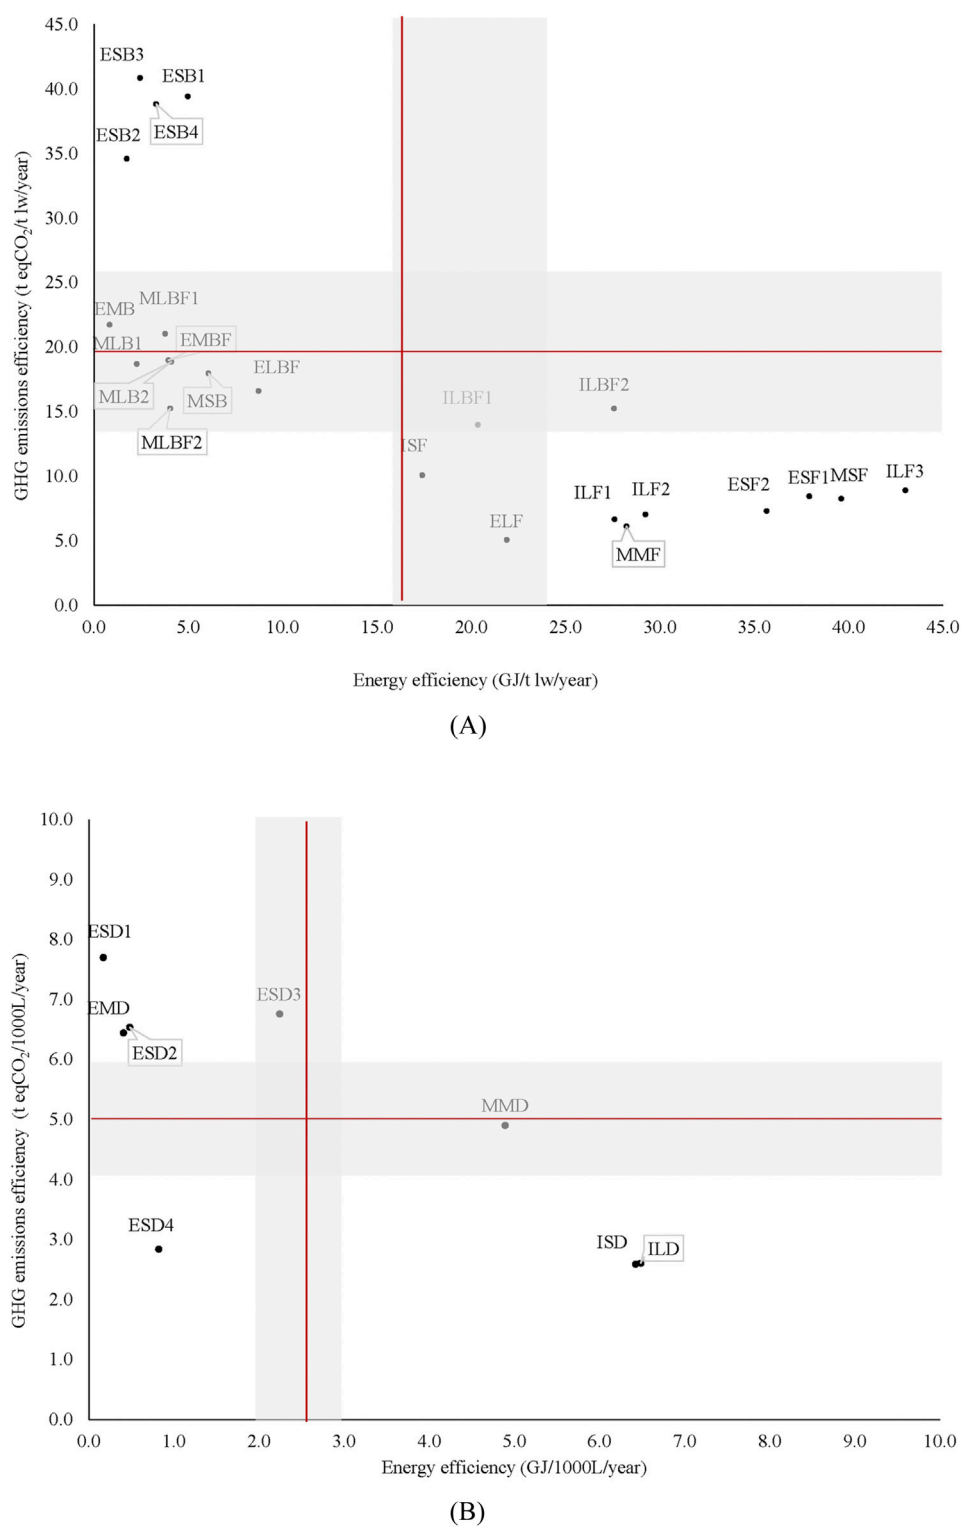 45.0
40.0
35.0
30.0
25.0
20.0
15.0
10.0
5.0
0.0
GHG emissions efficiency (t eqCO2/t lw/year)
ESB3
ESB1
ESB4
ESB2
MLBF1
EMB
EMBF
MLB1
ELBF
MLB2
MSB
ILBF2
ILBF1
MLBF2
ISF
ILF3
MSF
ESF1
ESF2
ILF2
ILF1
ELF
MMF
0.0 5.0 10.0 15.0 20.0 25.0 30.0 35.0 40.0 45.0
Energy efficiency (GJ/t lw/year)
(A)
10.0
9.0
8.0
7.0
6.0
5.0
4.0
3.0
2.0
1.0
0.0
GHG emissions efficiency (t eqCO2/1000L/year)
ESD1
ESD3
EMD
ESD2
MMD
ESD4
ISD
ILD
0.0 1.0 2.0 3.0 4.0 5.0 6.0 7.0 8.0 9.0 10.0
Energy efficiency (GJ/1000L/year)
(B)